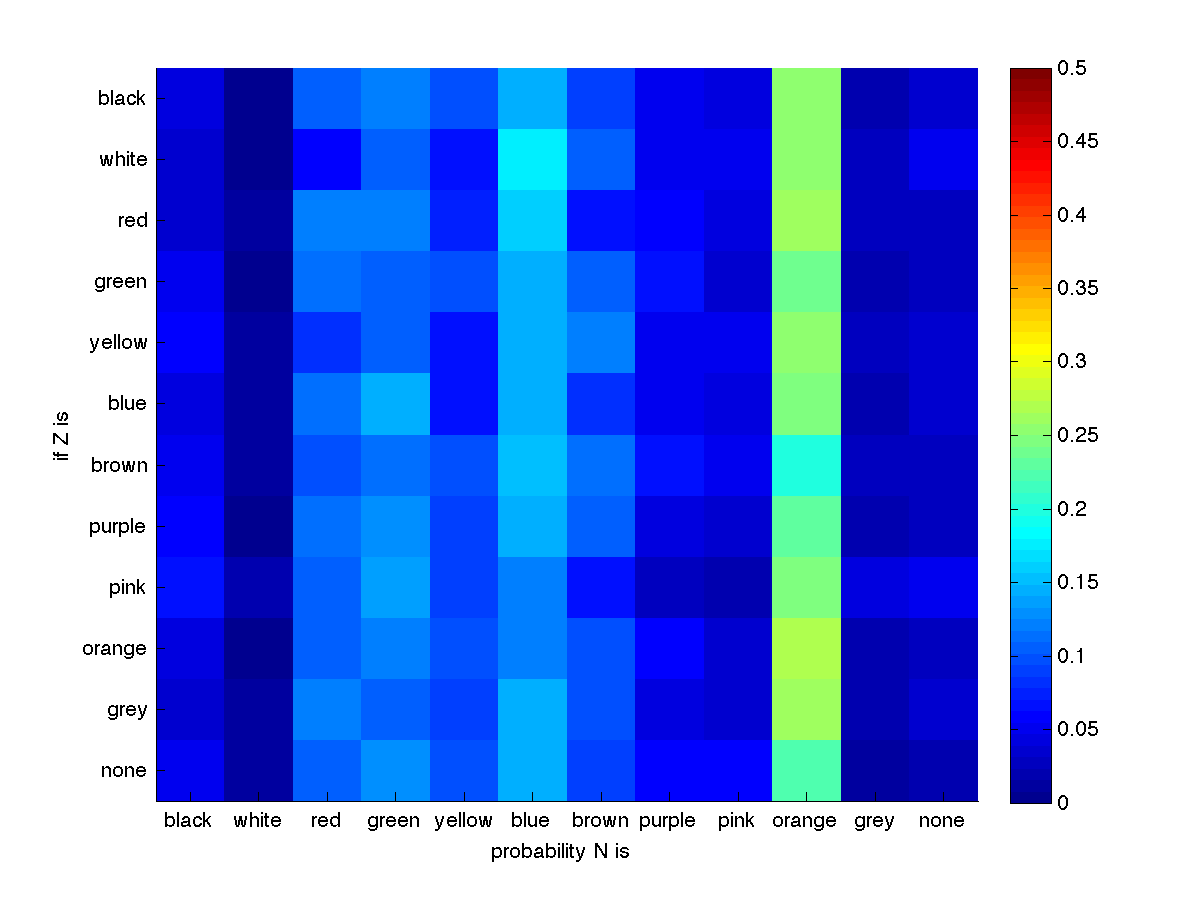 black
white
red
green
yellow
blue
brown
purple
pink
orange
grey
none
if Z is
black white red green yellow blue brown purple pink orange grey none
probability N is
0.5
0.45
0.4
0.35
0.3
0.25
0.2
0.15
0.1
0.05
0